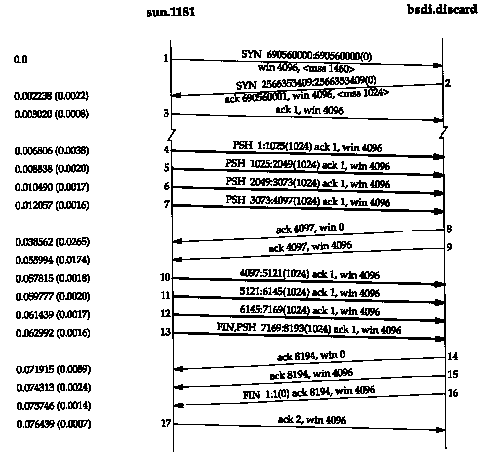 sun.1181 bsdi.discard
0.0 1 SYN 690560000:690560000(0)
win 4096, <mss 1460>
SYN 2566353409:2566353409(0) 2
0.002238 (0.0022) ack 690560001, win 4096, <mss 1024>
0.003020 (0.0008) 3 ack 1, win 4096
0.006806 (0.0038) 4 PSH 1:1025(1024) ack 1, win 4096
0.008838 (0.0020) 5 PSH 1025:2049(1024) ack 1, win 4096
0.010490 (0.0017) 6 PSH 2049:3073(1024) ack 1, win 4096
0.012057 (0.0016) 7 PSH 3073:4097(1024) ack 1, win 4096
ack 4097, win 0 8
0.038562 (0.0265) ack 4097, win 4096 9
0.055994 (0.0174)
0.057815 (0.0018) 10 4097:5121(1024) ack 1, win 4096
0.059777 (0.0020) 11 5121:6145(1024) ack 1, win 4096
0.061439 (0.0017) 12 6145:7169(1024) ack 1, win 4096
0.062992 (0.0016) 13 FIN,PSH 7169:8193(1024) ack 1, win 4096
ack 8194, win 0 14
0.071915 (0.0089) ack 8194, win 4096 15
0.074313 (0.0024) FIN 1:1(0) ack 8194, win 4096 16
0.075746 (0.0014)
0.076439 (0.0007) 17 ack 2, win 4096